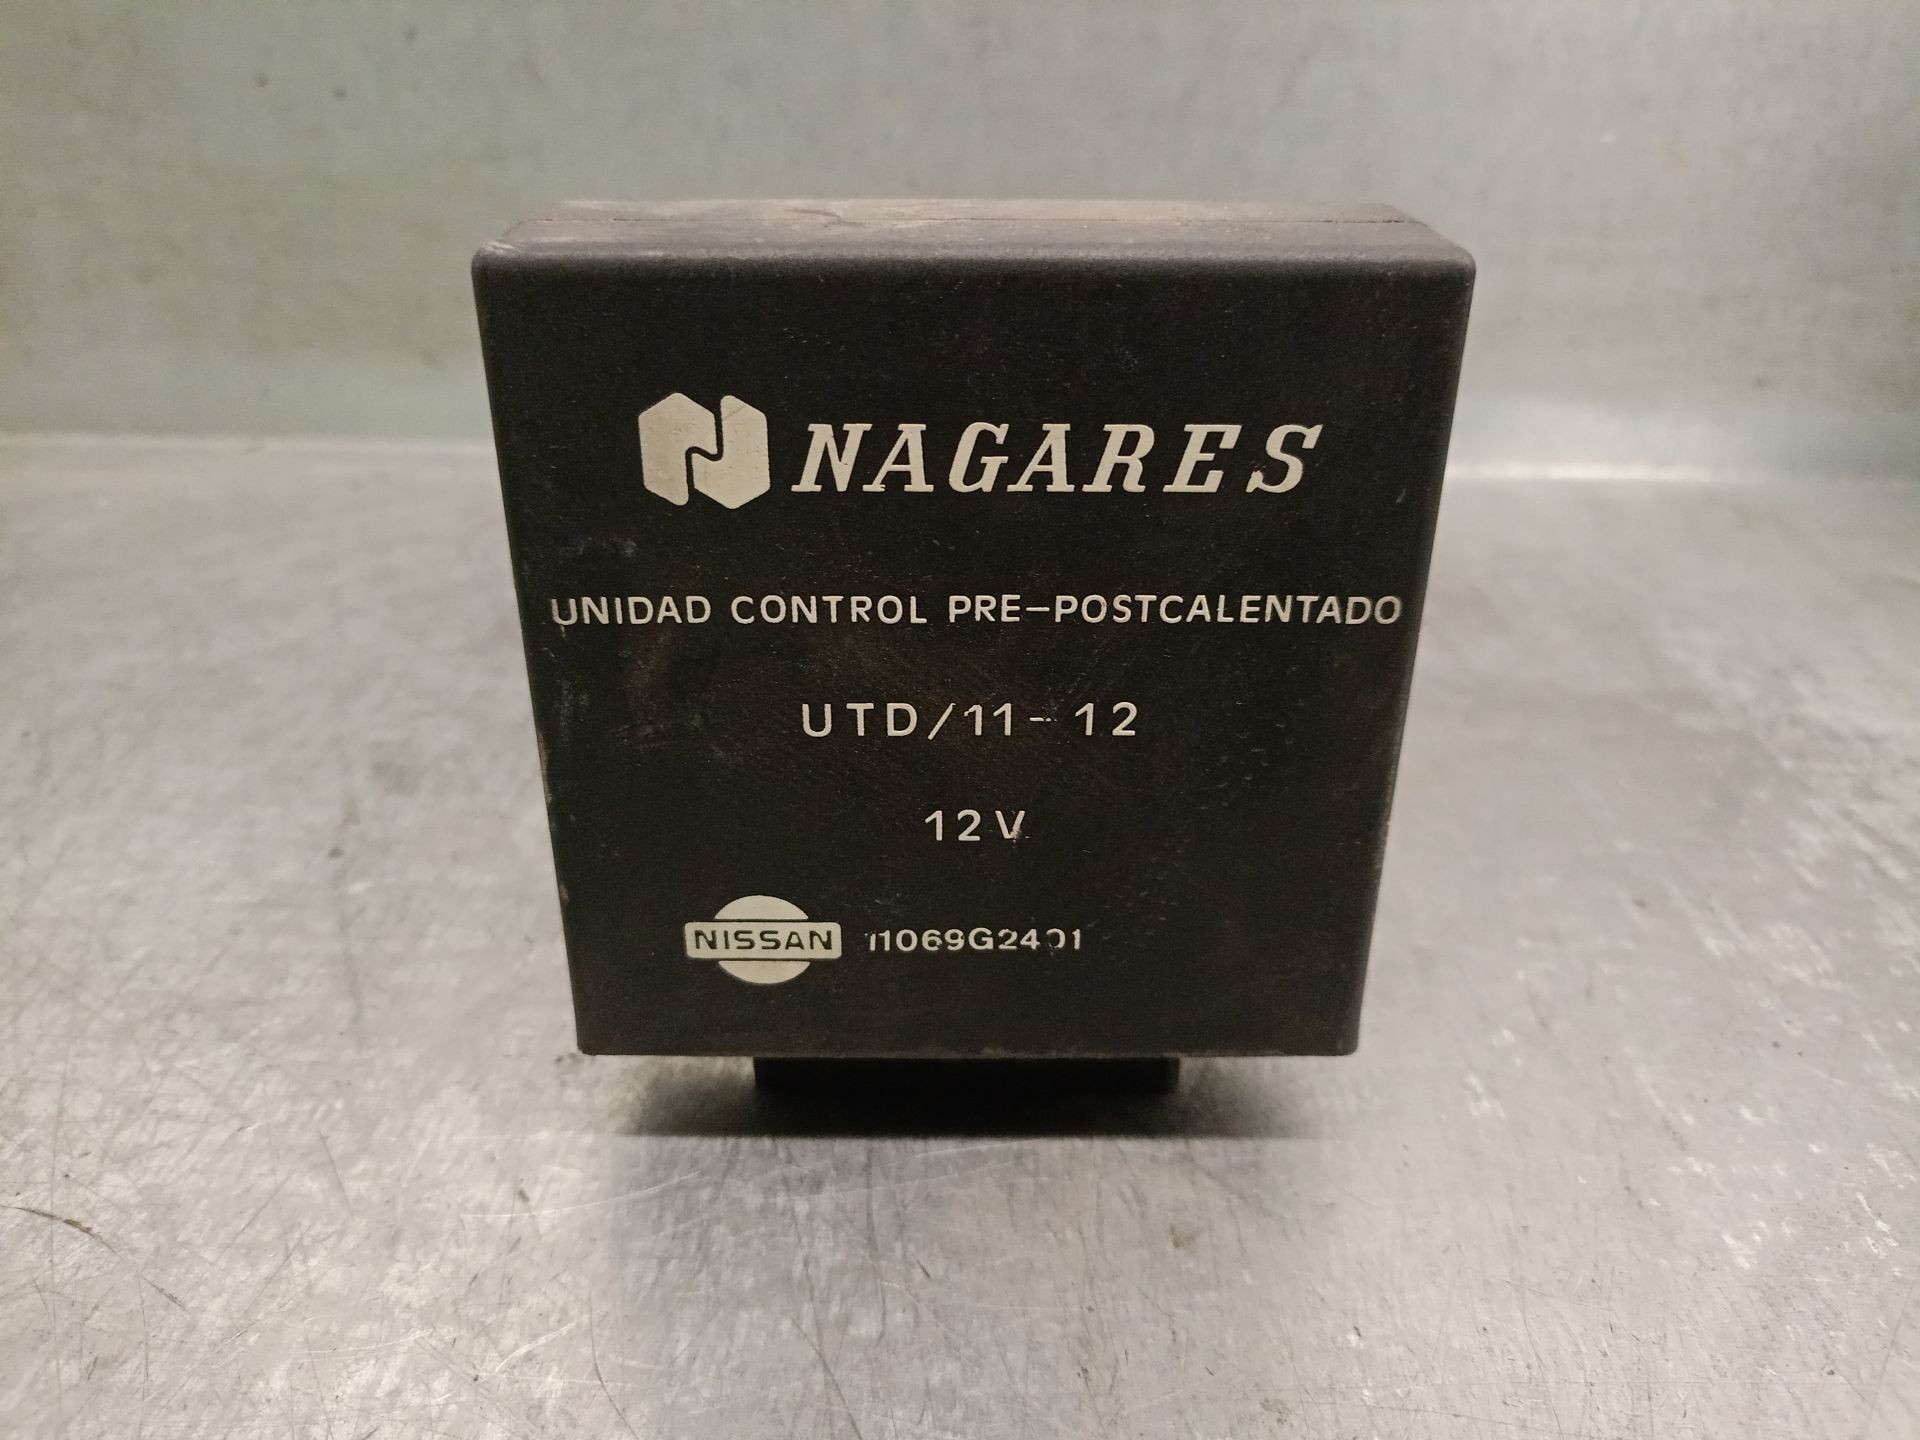 NAGARES
UNIDAD CONTROL PRE-POSTCALENTADO
UTD/11-12
12V
NISSAN 11069G2401